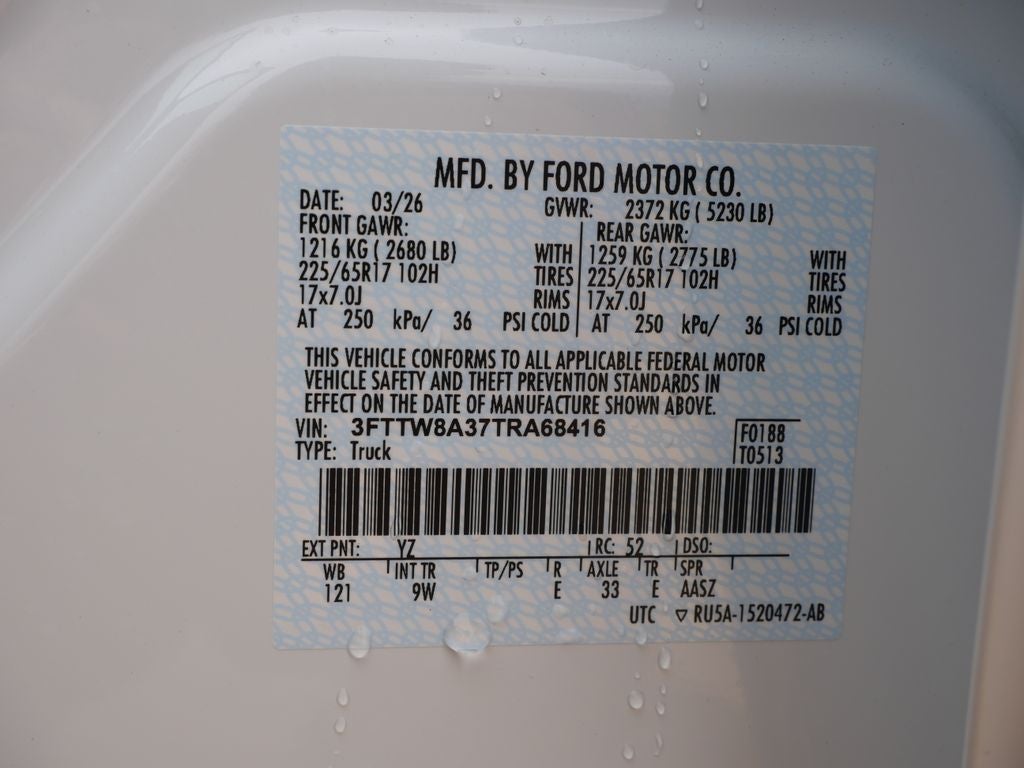 MFD. BY FORD MOTOR CO.
DATE: 03/26 GVWR: 2372 KG ( 5230 LB)
FRONT GAWR: REAR GAWR:
1216 KG ( 2680 LB) WITH 1259 KG ( 2775 LB) WITH
225/65R17 102H TIRES 225/65R17 102H TIRES
17x7.0J RIMS 17x7.0J RIMS
AT 250 kPa/ 36 PSI COLD AT 250 kPa/ 36 PSI COLD
THIS VEHICLE CONFORMS TO ALL APPLICABLE FEDERAL MOTOR
VEHICLE SAFETY AND THEFT PREVENTION STANDARDS IN
EFFECT ON THE DATE OF MANUFACTURE SHOWN ABOVE.
VIN: 3FTTW8A37TRA68416 F0188
TYPE: Truck T0513
EXT PNT: YZ RC: 52 DSO:
WB INT TR TP/PS R AXLE TR SPR
121 9W E 33 E AASZ
UTC ▽ RU5A-1520472-AB